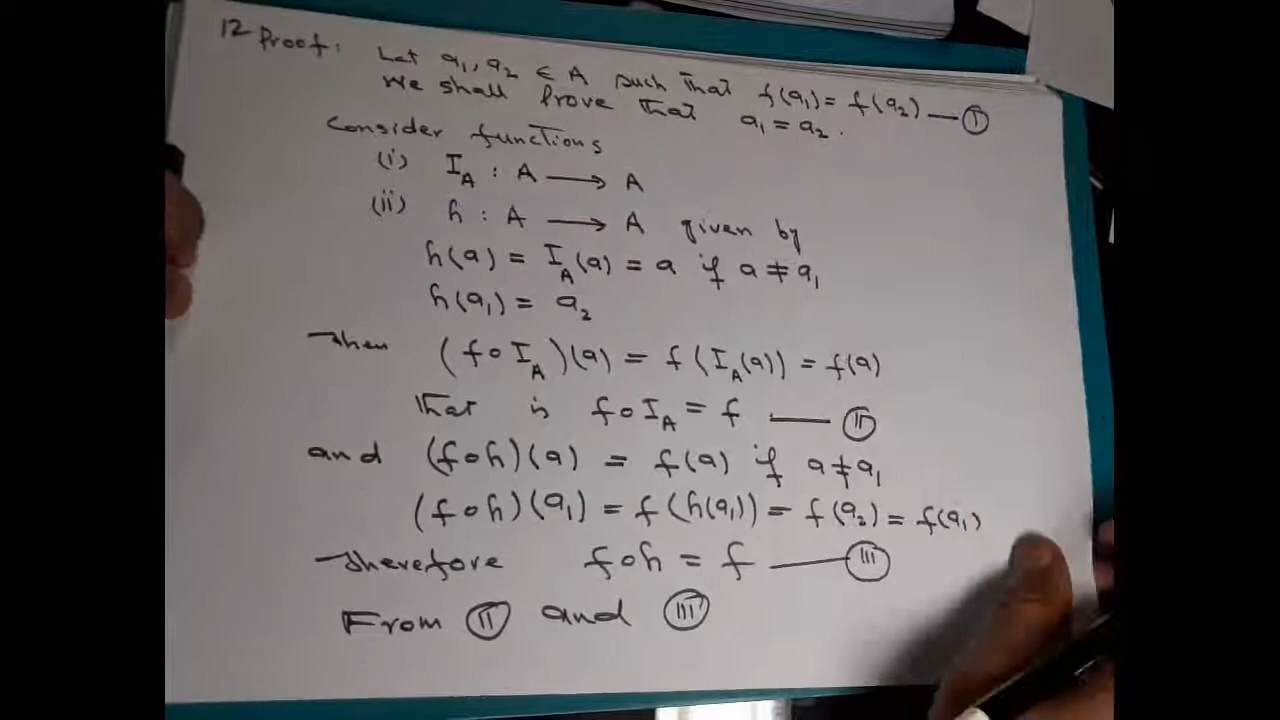 12 Proof: Let a₁, a₂ ∈ A such that f(a₁) = f(a₂) — Ⓘ
We shall prove that a₁ = a₂.
Consider functions
(i) I_A : A ⟶ A
(ii) h : A ⟶ A given by
h(a) = I_A(a) = a if a ≠ a₁
h(a₁) = a₂
Then (f∘I_A)(a) = f(I_A(a)) = f(a)
That is f∘I_A = f — Ⓘ︎Ⓘ
and (f∘h)(a) = f(a) if a ≠ a₁
(f∘h)(a₁) = f(h(a₁)) = f(a₂) = f(a₁)
Therefore f∘h = f — (III)
From (II) and (III)